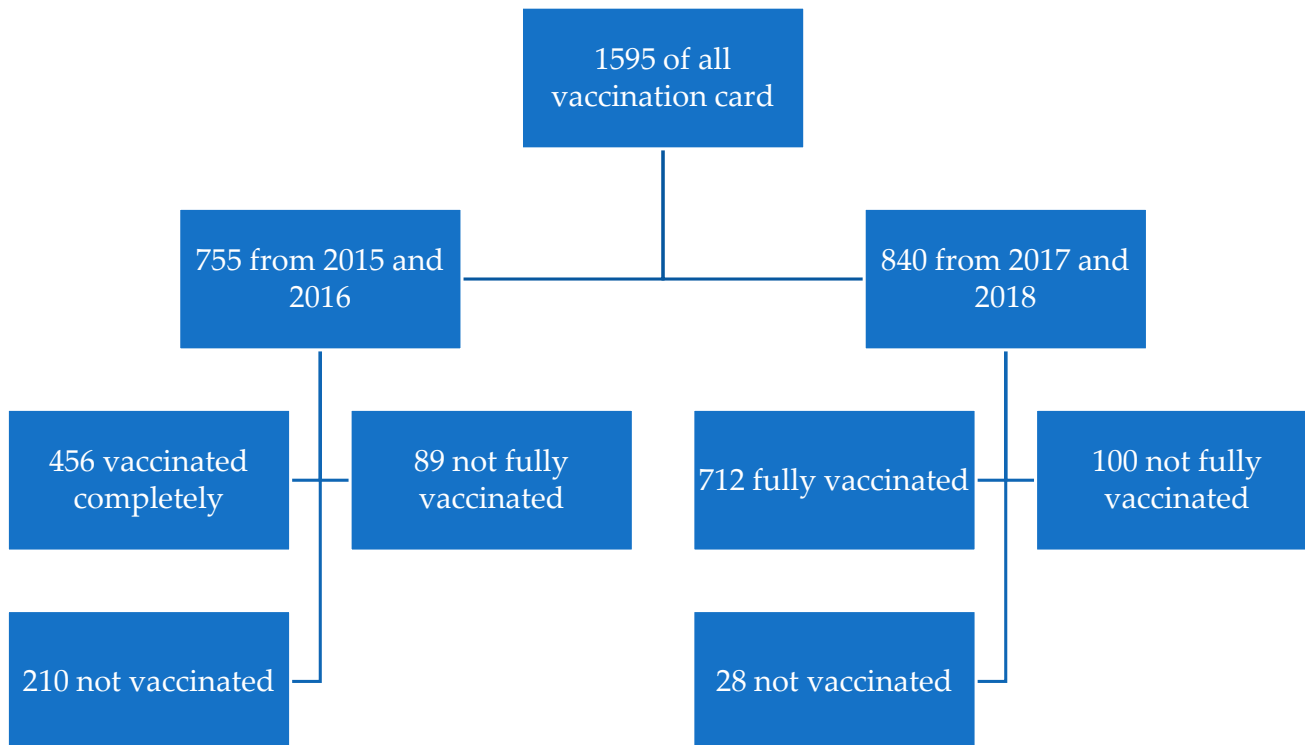 1595 of all
vaccination card
755 from 2015 and
2016
840 from 2017 and
2018
456 vaccinated
completely
89 not fully
vaccinated
712 fully vaccinated
100 not fully
vaccinated
210 not vaccinated
28 not vaccinated